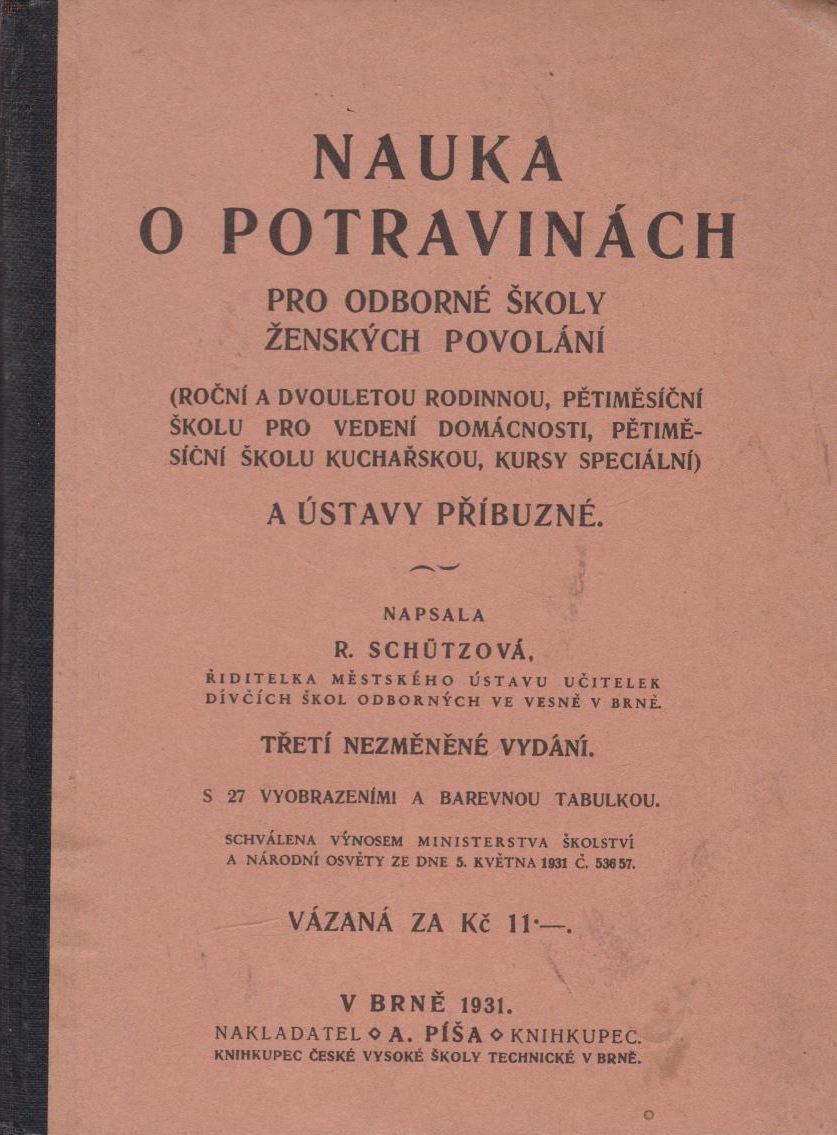 NAUKA
O POTRAVINÁCH
PRO ODBORNÉ ŠKOLY
ŽENSKÝCH POVOLÁNÍ
(ROČNÍ A DVOULETOU RODINNOU, PĚTIMĚSÍČNÍ
ŠKOLU PRO VEDENÍ DOMÁCNOSTI, PĚTIMĚ-
SÍČNÍ ŠKOLU KUCHAŘSKOU, KURSY SPECIÁLNÍ)
A ÚSTAVY PŘÍBUZNÉ.
NAPSALA
R. SCHÜTZOVÁ,
ŘIDITELKA MĚSTSKÉHO ÚSTAVU UČITELEK
DÍVČÍCH ŠKOL ODBORNÝCH VE VESNĚ V BRNĚ.
TŘETÍ NEZMĚNĚNÉ VYDÁNÍ.
S 27 VYOBRAZENÍMI A BAREVNOU TABULKOU.
SCHVÁLENA VÝNOSEM MINISTERSTVA ŠKOLSTVÍ
A NÁRODNÍ OSVĚTY ZE DNE 5. KVĚTNA 1931 Č. 536 57.
VÁZANÁ ZA Kč 11·—.
V BRNĚ 1931.
NAKLADATEL ◇ A. PÍŠA ◇ KNIHKUPEC.
KNIHKUPEC ČESKÉ VYSOKÉ ŠKOLY TECHNICKÉ V BRNĚ.